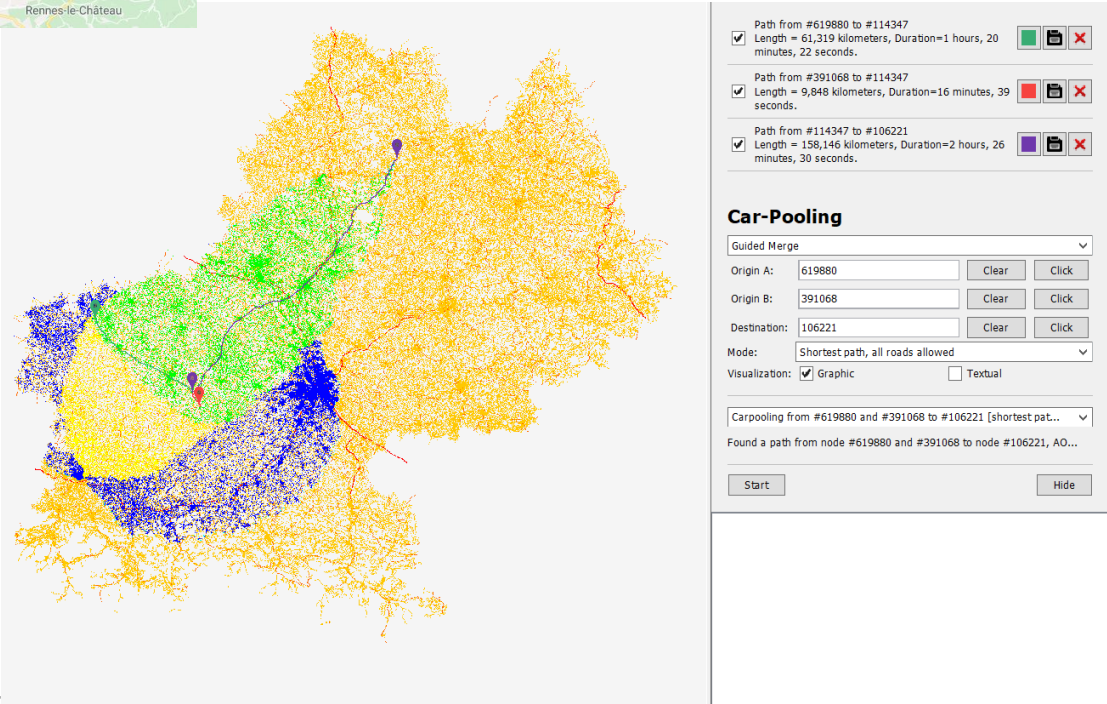 Rennes-le-Château
Path from #619880 to #114347
Length = 61,319 kilometers, Duration=1 hours, 20
minutes, 22 seconds.
Path from #391068 to #114347
Length = 9,848 kilometers, Duration=16 minutes, 39
seconds.
Path from #114347 to #106221
Length = 158,146 kilometers, Duration=2 hours, 26
minutes, 30 seconds.
Car-Pooling
Guided Merge
Origin A: 619880 Clear Click
Origin B: 391068 Clear Click
Destination: 106221 Clear Click
Mode: Shortest path, all roads allowed
Visualization: Graphic Textual
Carpooling from #619880 and #391068 to #106221 [shortest pat...
Found a path from node #619880 and #391068 to node #106221, AO...
Start Hide